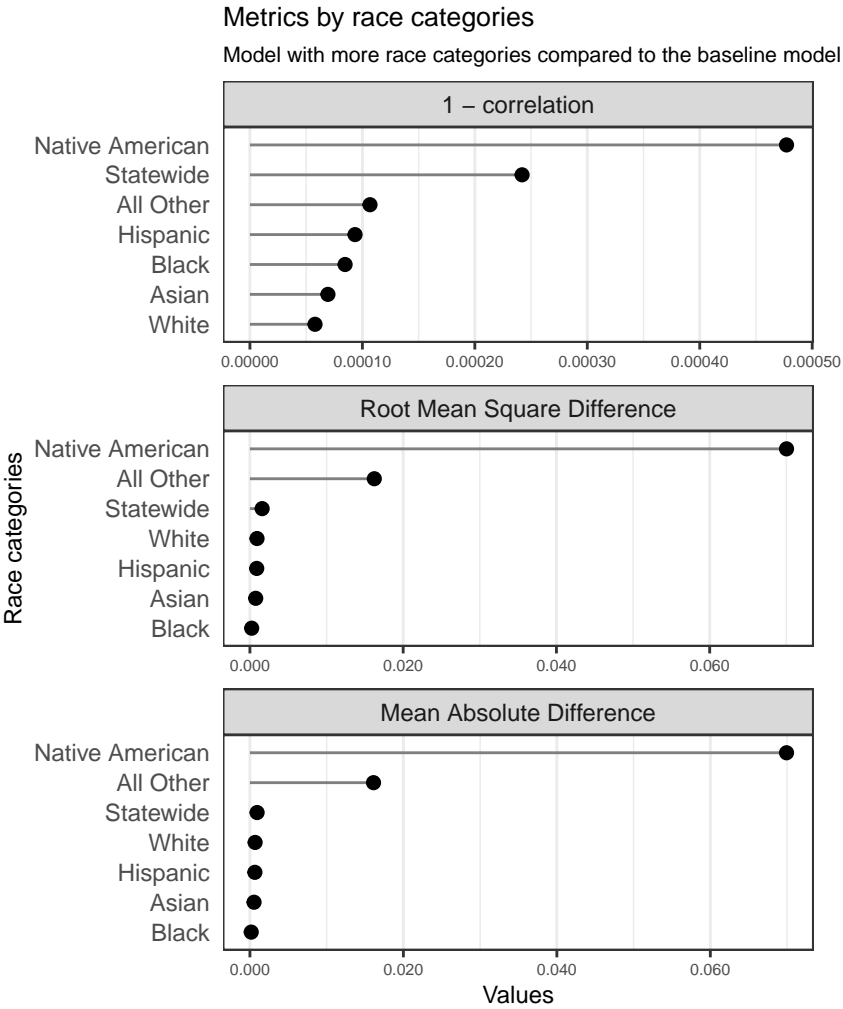 Metrics by race categories
Model with more race categories compared to the baseline model
1 − correlation
Native American
Statewide
All Other
Hispanic
Black
Asian
White
0.00000 0.00010 0.00020 0.00030 0.00040 0.00050
Root Mean Square Difference
Native American
All Other
Statewide
White
Hispanic
Asian
Black
0.000 0.020 0.040 0.060
Race categories
Mean Absolute Difference
Native American
All Other
Statewide
White
Hispanic
Asian
Black
0.000 0.020 0.040 0.060
Values